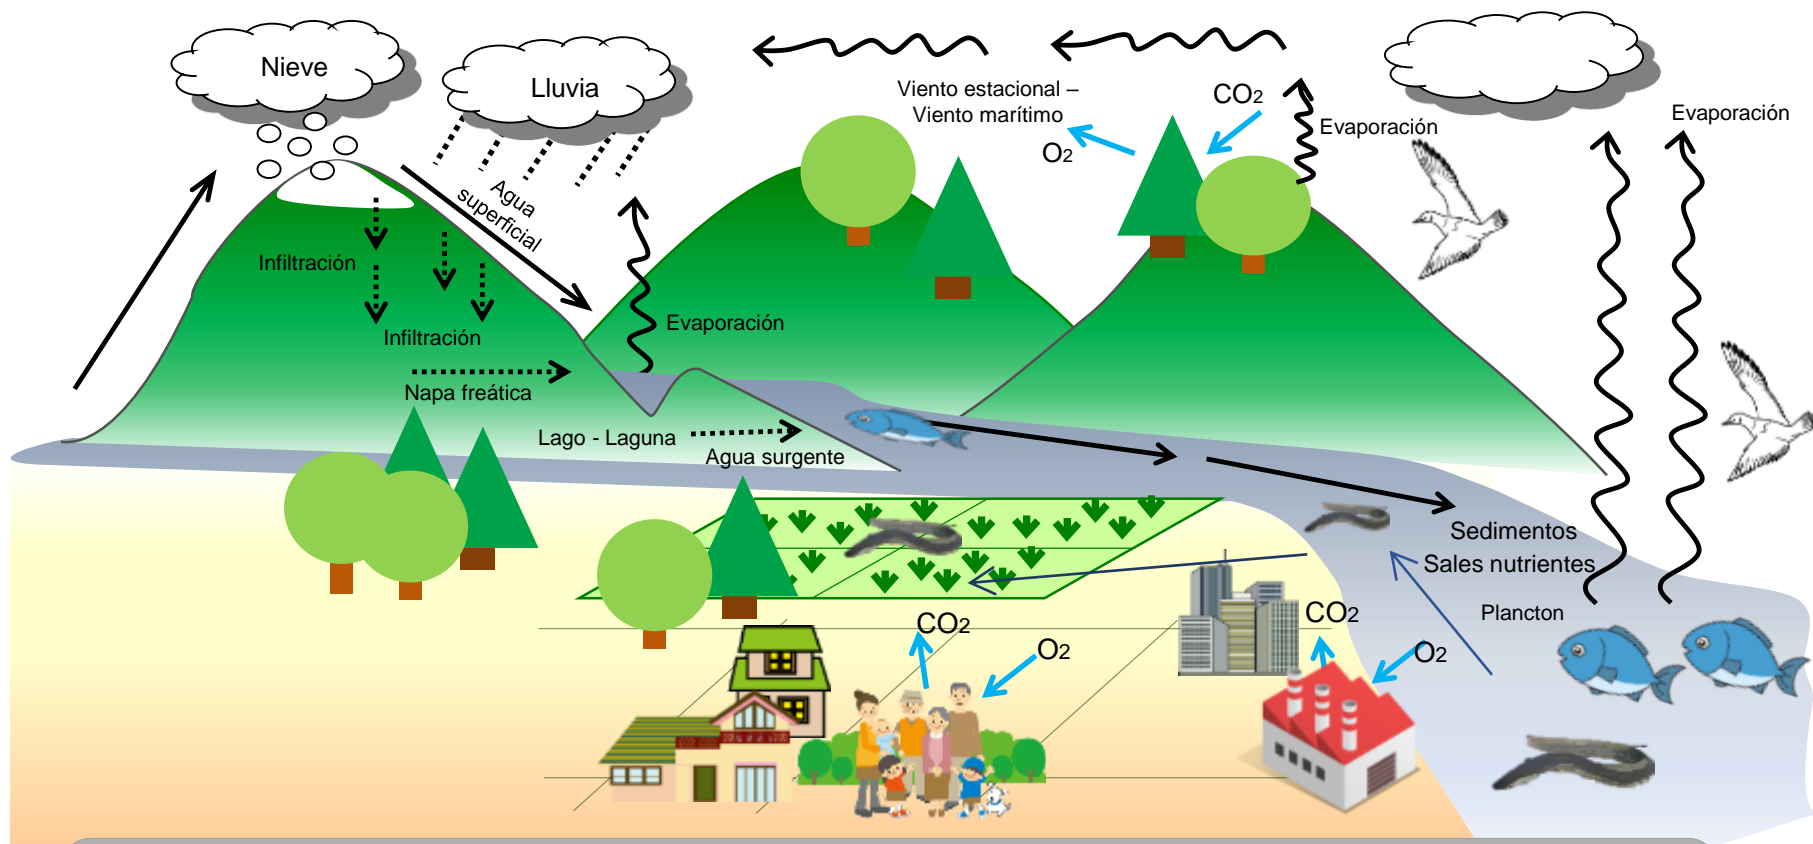 Nieve
Lluvia
Viento estacional –
Viento marítimo
CO2
O2
Evaporación
Evaporación
Agua
superficial
Infiltración
Infiltración
Evaporación
Napa freática
Lago - Laguna
Agua surgente
Sedimentos
Sales nutrientes
Plancton
CO2
O2
CO2
O2